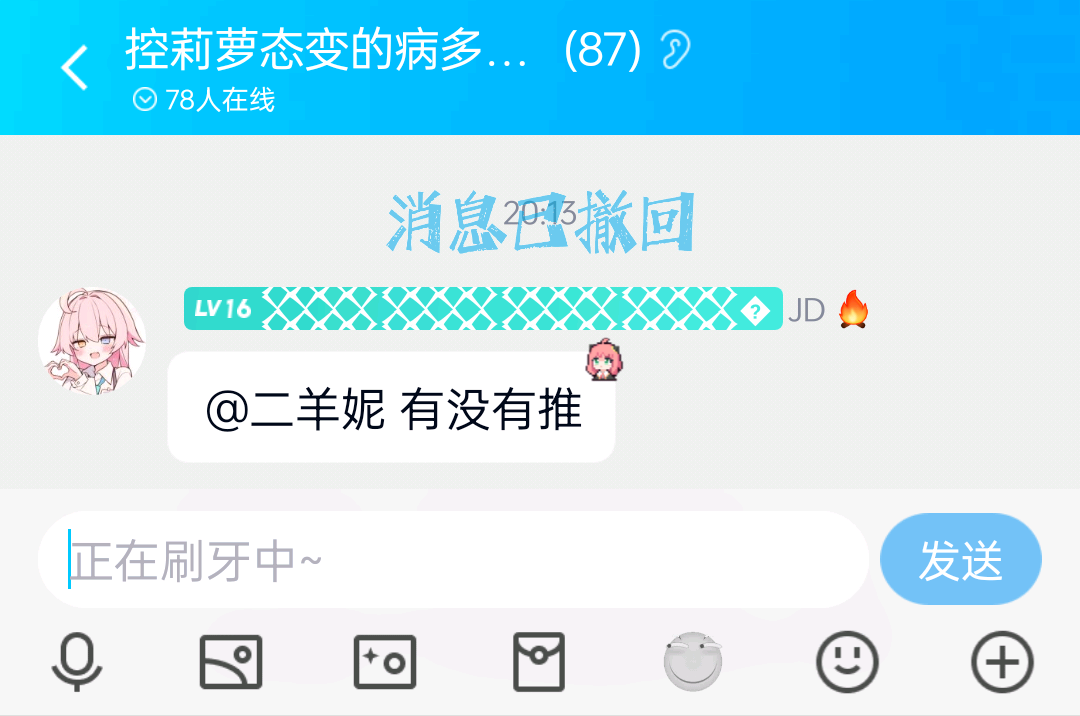 控莉萝态变的病多... (87)
78人在线
20:13
消息已撤回
LV16 ? JD 🔥
@二羊妮 有没有推
正在刷牙中~
发送